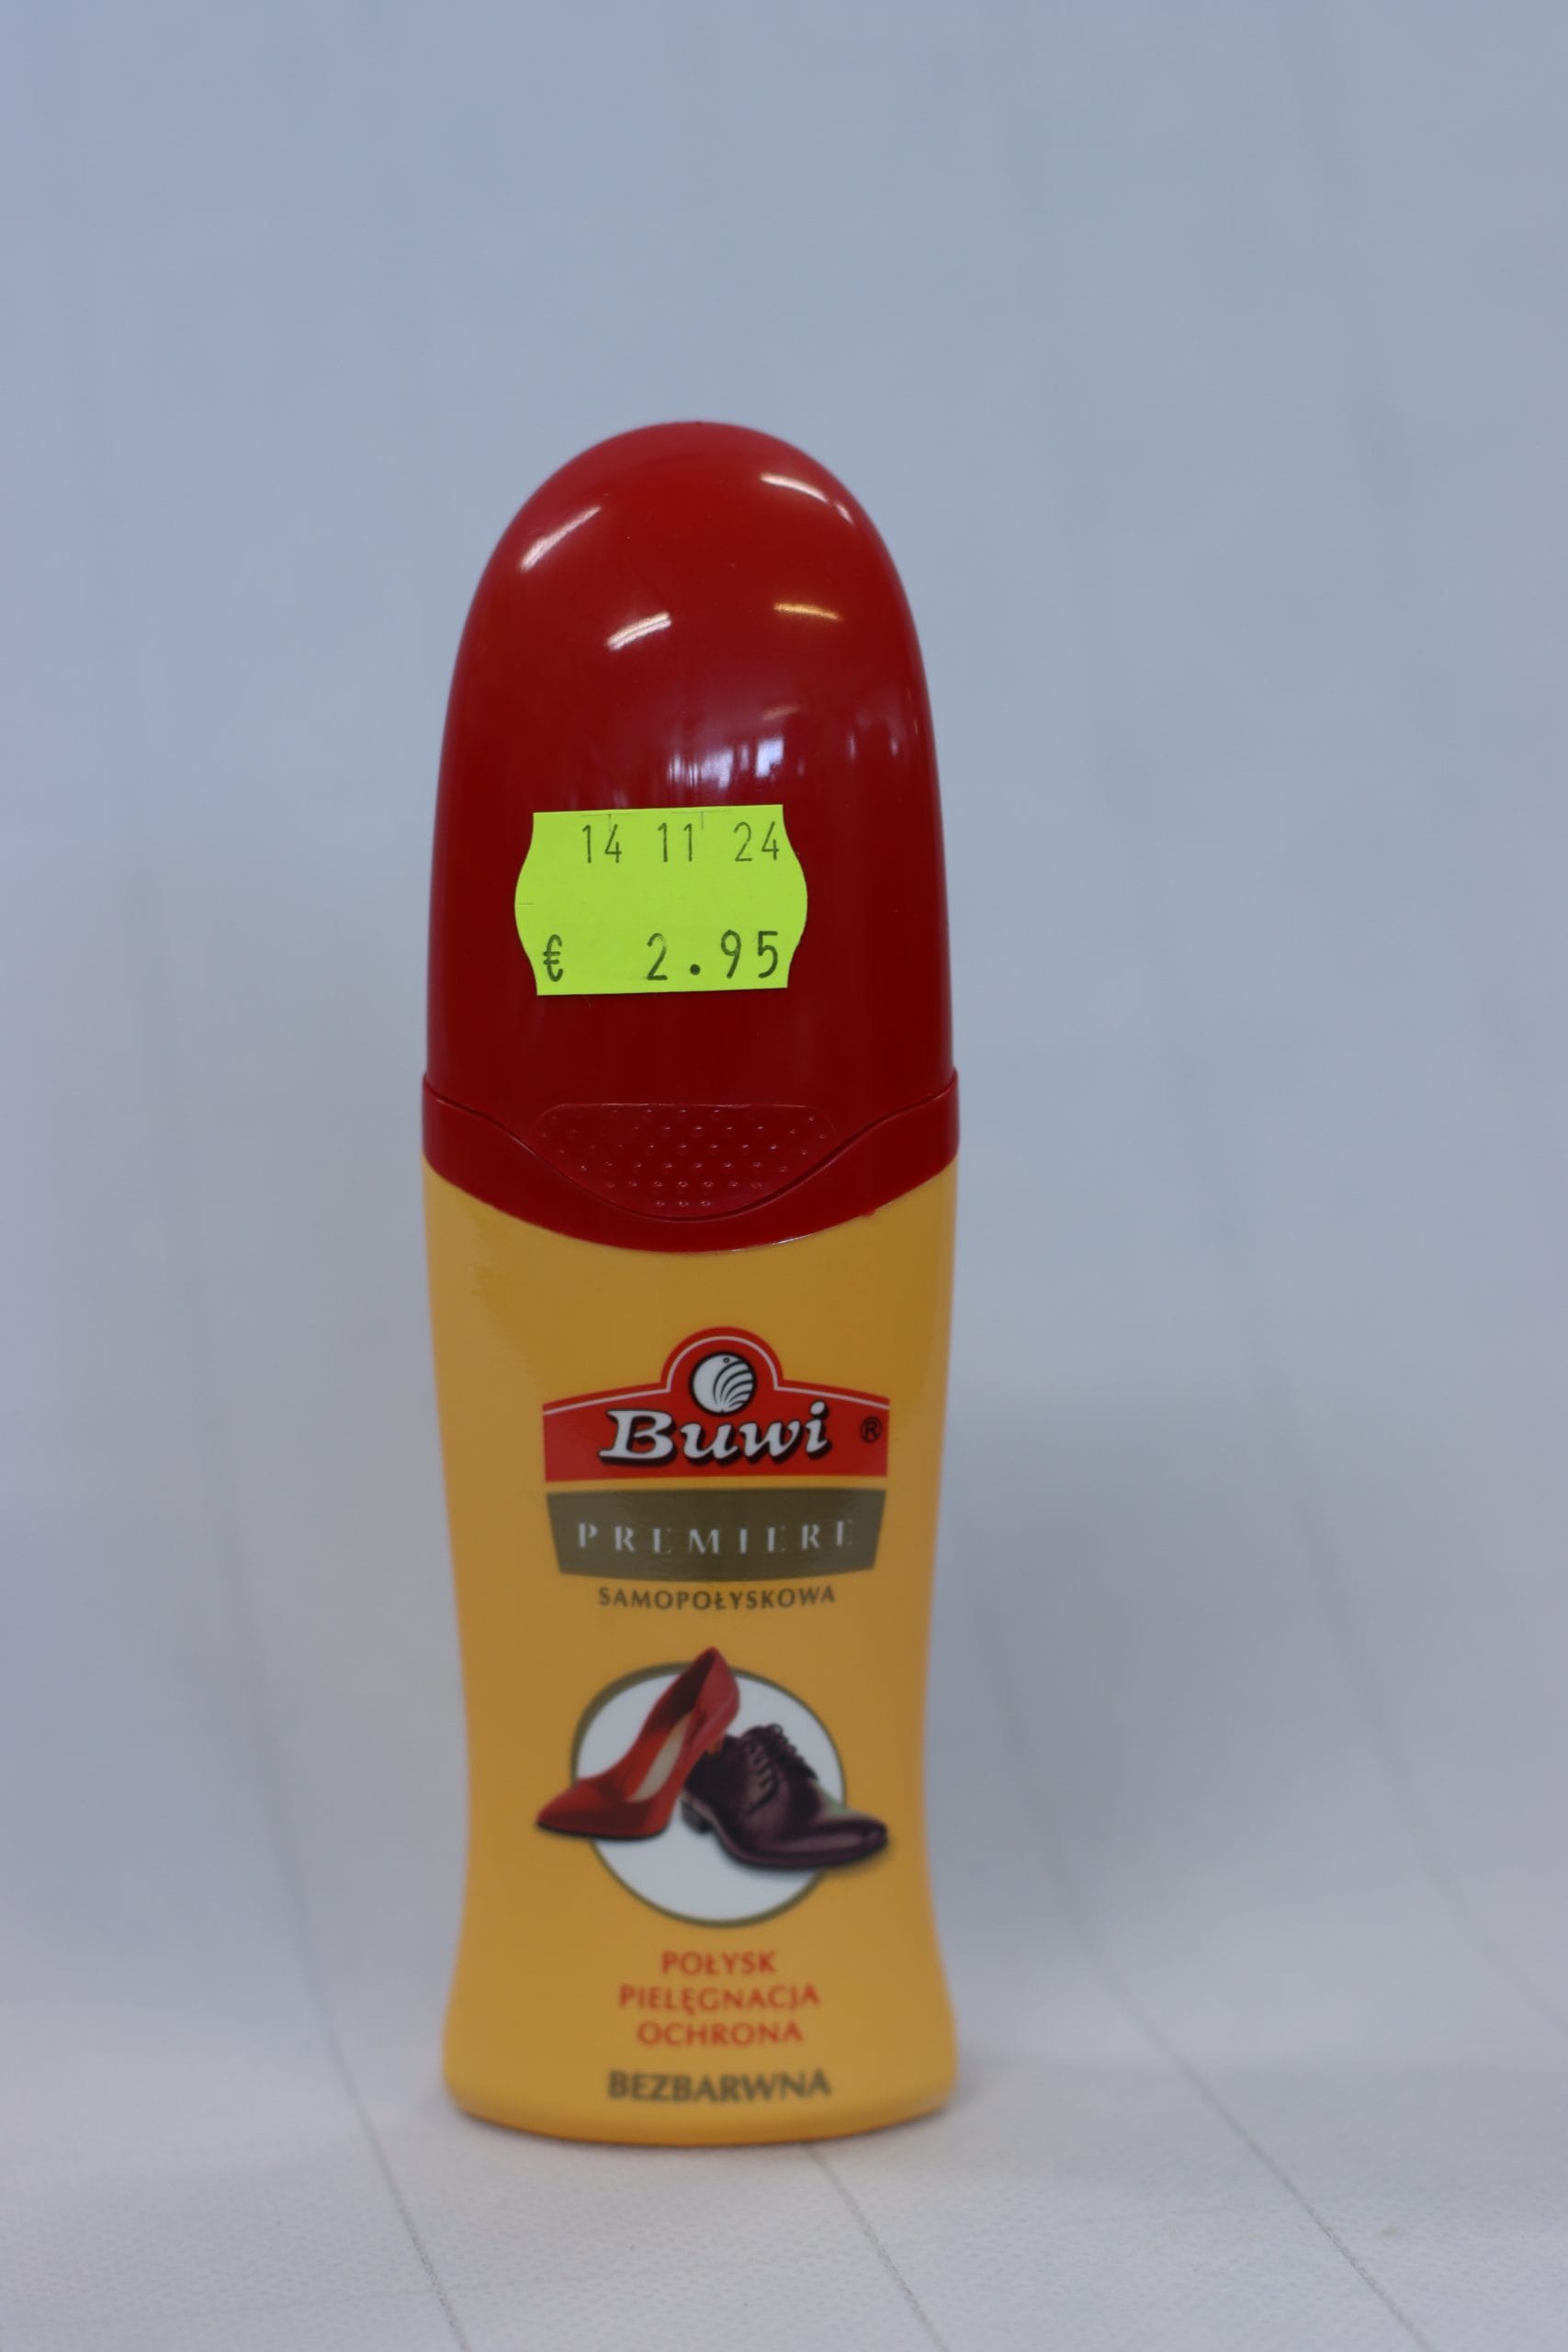 14 11 24
€ 2.95
Buwi ®
PREMIERE
SAMOPOŁYSKOWA
POŁYSK
PIELĘGNACJA
OCHRONA
BEZBARWNA